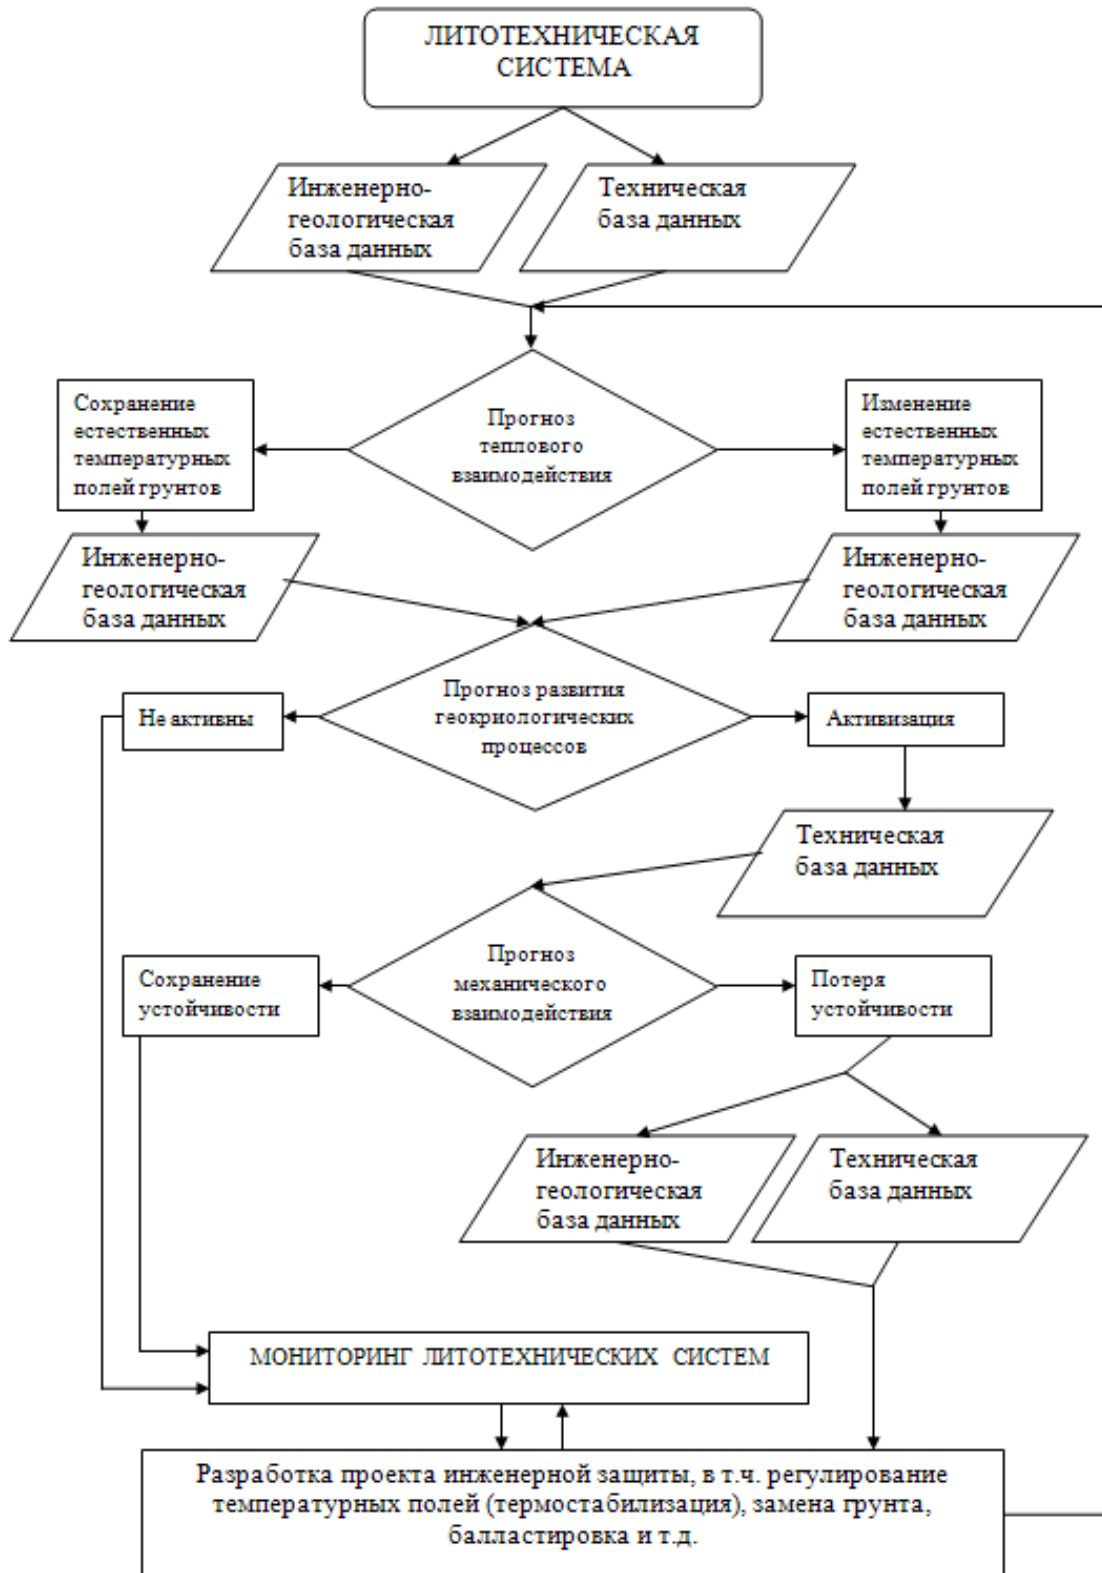 ЛИТОТЕХНИЧЕСКАЯ
СИСТЕМА
Инженерно-
геологическая
база данных
Техническая
база данных
Прогноз
теплового
взаимодействия
Сохранение
естественных
температурных
полей грунтов
Изменение
естественных
температурных
полей грунтов
Инженерно-
геологическая
база данных
Инженерно-
геологическая
база данных
Прогноз развития
геокриологических
процессов
Не активны
Активизация
Техническая
база данных
Прогноз
механического
взаимодействия
Сохранение
устойчивости
Потеря
устойчивости
Инженерно-
геологическая
база данных
Техническая
база данных
МОНИТОРИНГ ЛИТОТЕХНИЧЕСКИХ СИСТЕМ
Разработка проекта инженерной защиты, в т.ч. регулирование
температурных полей (термостабилизация), замена грунта,
балластировка и т.д.